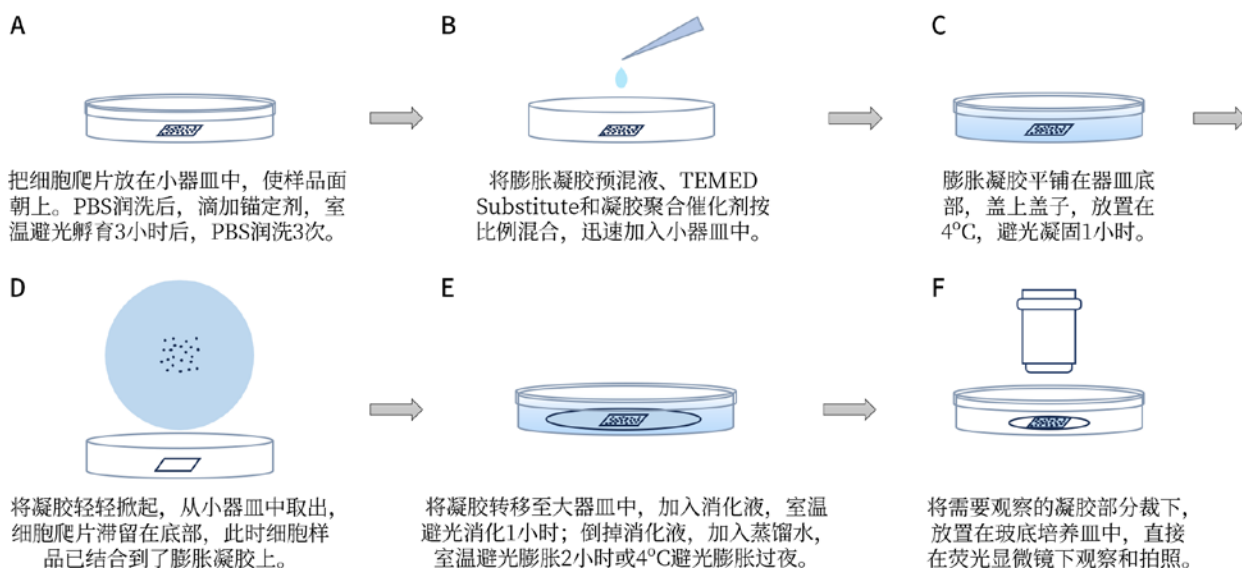 A
把细胞爬片放在小器皿中，使样品面
朝上。PBS润洗后，滴加锚定剂，室
温避光孵育3小时后，PBS润洗3次。
B
将膨胀凝胶预混液、TEMED
Substitute和凝胶聚合催化剂按
比例混合，迅速加入小器皿中。
C
膨胀凝胶平铺在器皿底
部，盖上盖子，放置在
4⁰C，避光凝固1小时。
D
将凝胶轻轻掀起，从小器皿中取出，
细胞爬片滞留在底部，此时细胞样
品已结合到了膨胀凝胶上。
E
将凝胶转移至大器皿中，加入消化液，室温
避光消化1小时；倒掉消化液，加入蒸馏水，
室温避光膨胀2小时或4⁰C避光膨胀过夜。
F
将需要观察的凝胶部分裁下，
放置在玻底培养皿中，直接
在荧光显微镜下观察和拍照。